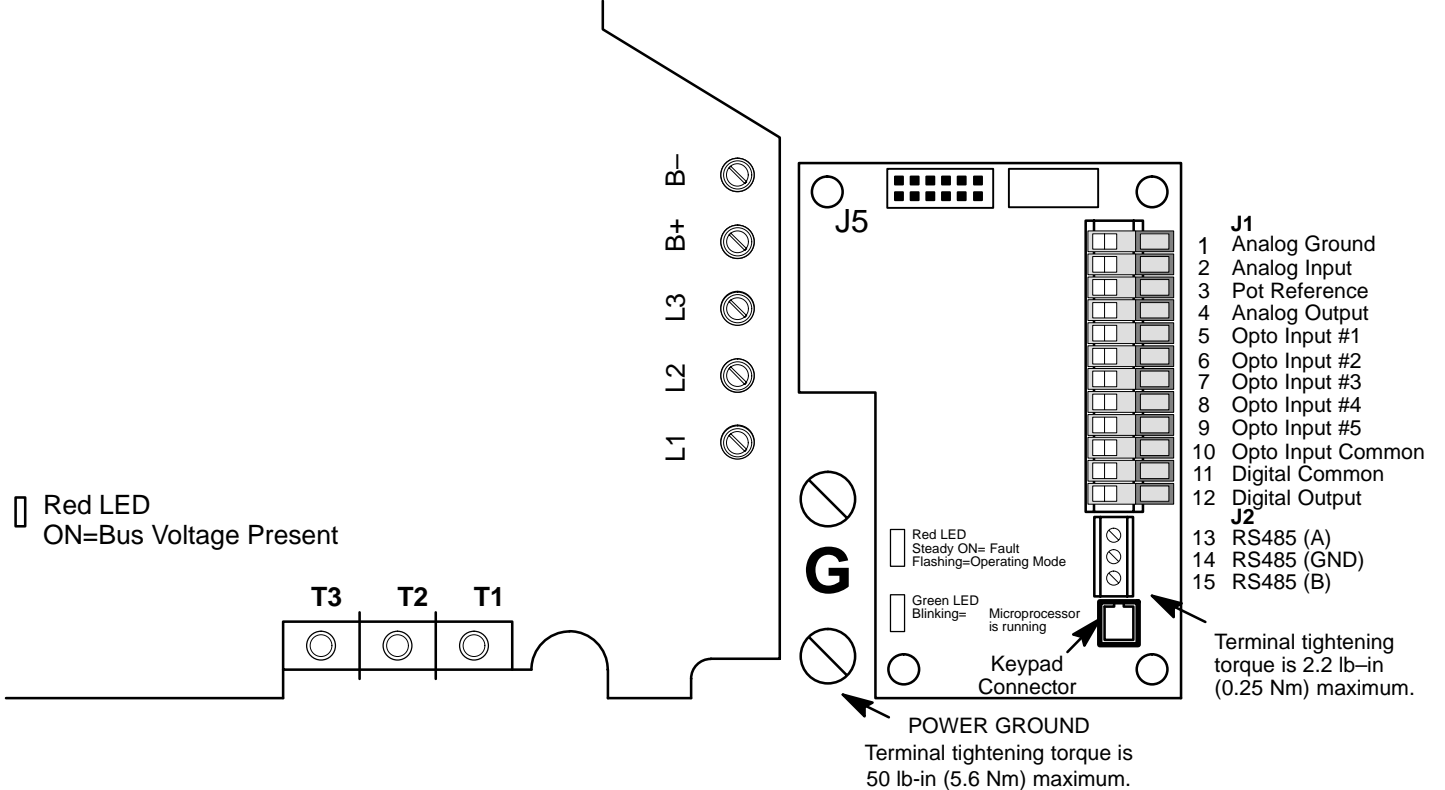 B–
B+
L3
L2
L1
Red LED
ON=Bus Voltage Present
T3 T2 T1
J5
J1
1 Analog Ground
2 Analog Input
3 Pot Reference
4 Analog Output
5 Opto Input #1
6 Opto Input #2
7 Opto Input #3
8 Opto Input #4
9 Opto Input #5
10 Opto Input Common
11 Digital Common
12 Digital Output
J2
13 RS485 (A)
14 RS485 (GND)
15 RS485 (B)
G
Red LED
Steady ON= Fault
Flashing=Operating Mode
Green LED
Blinking= Microprocessor
is running
Keypad
Connector
Terminal tightening
torque is 2.2 lb–in
(0.25 Nm) maximum.
POWER GROUND
Terminal tightening torque is
50 lb-in (5.6 Nm) maximum.